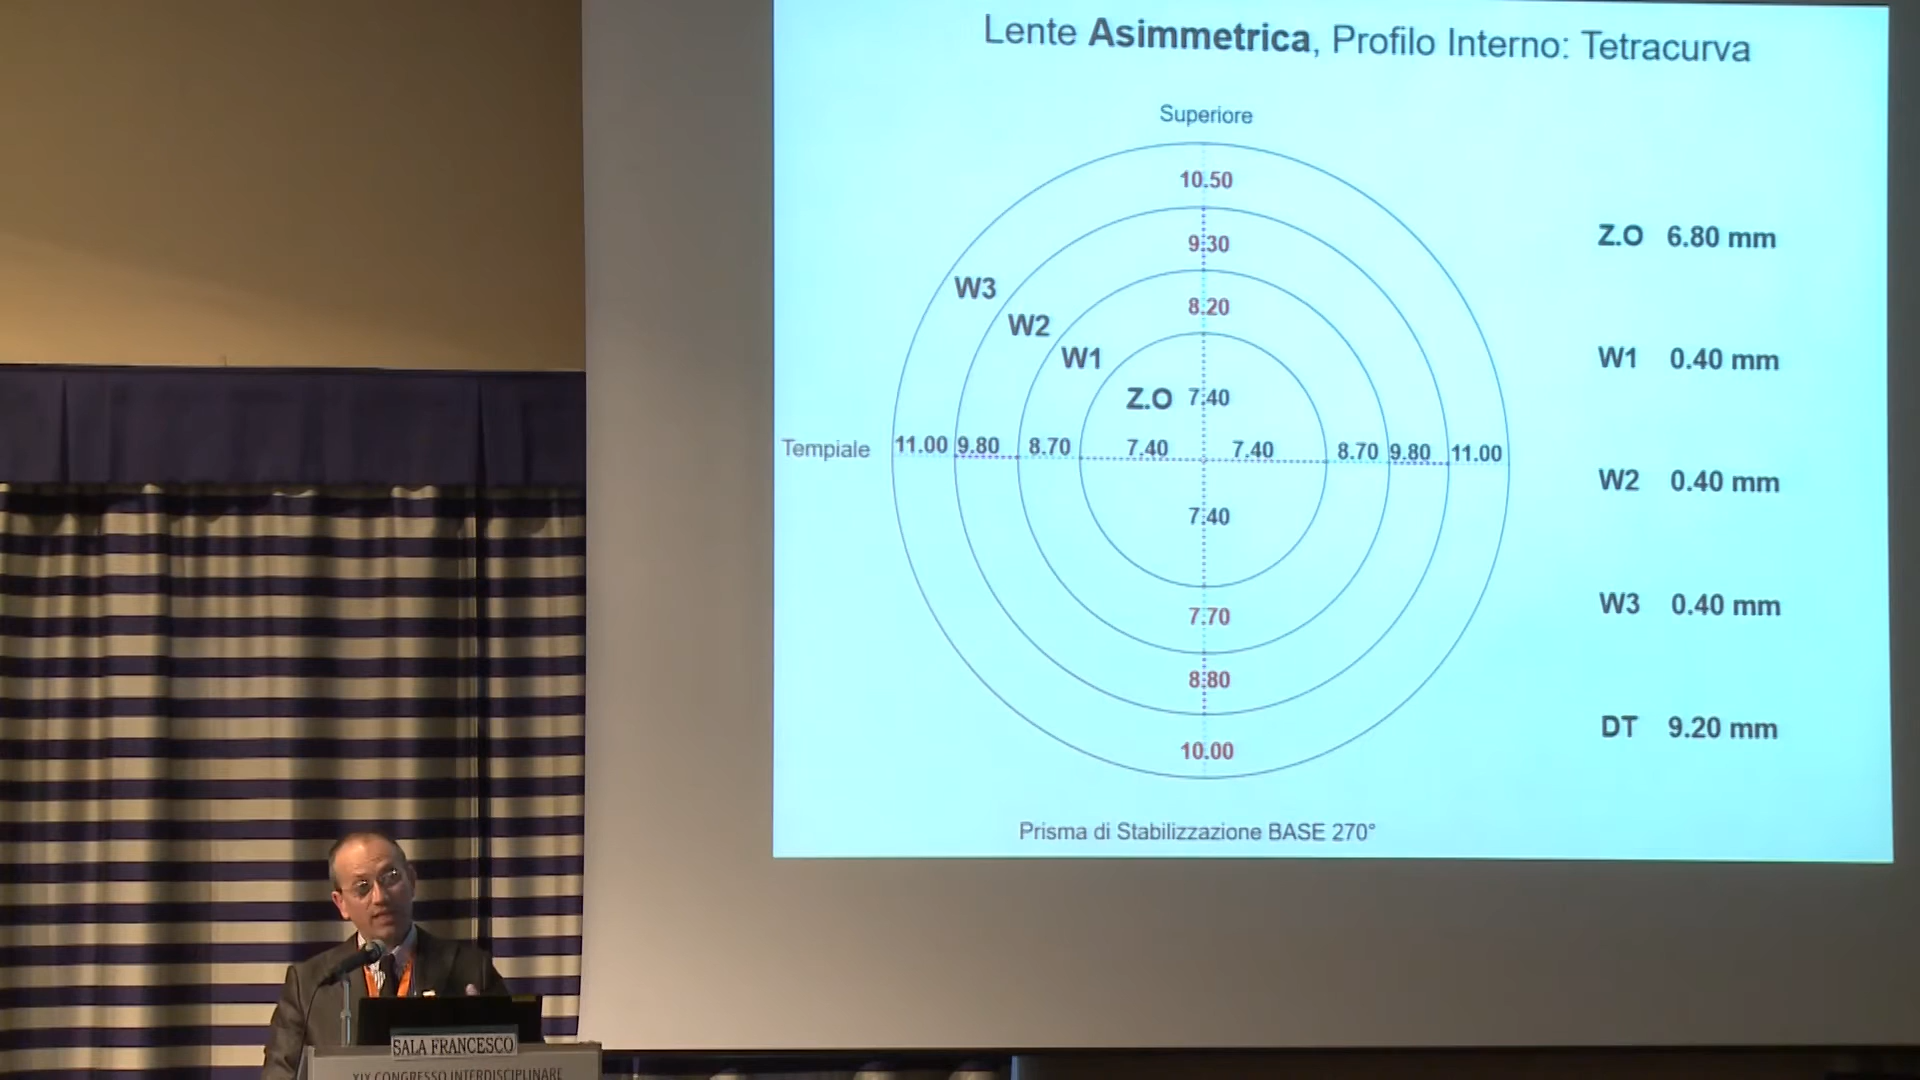 Lente Asimmetrica, Profilo Interno: Tetracurva
Superiore
10.50
9.30
8.20
W3
W2
W1
Z.O 7.40
Tempiale 11.00 9.80 8.70 7.40 7.40 8.70 9.80 11.00
7.40
7.70
8.80
10.00
Prisma di Stabilizzazione BASE 270°
Z.O 6.80 mm
W1 0.40 mm
W2 0.40 mm
W3 0.40 mm
DT 9.20 mm
SALA FRANCESCO
XIX CONGRESSO INTERDISCIPLINARE